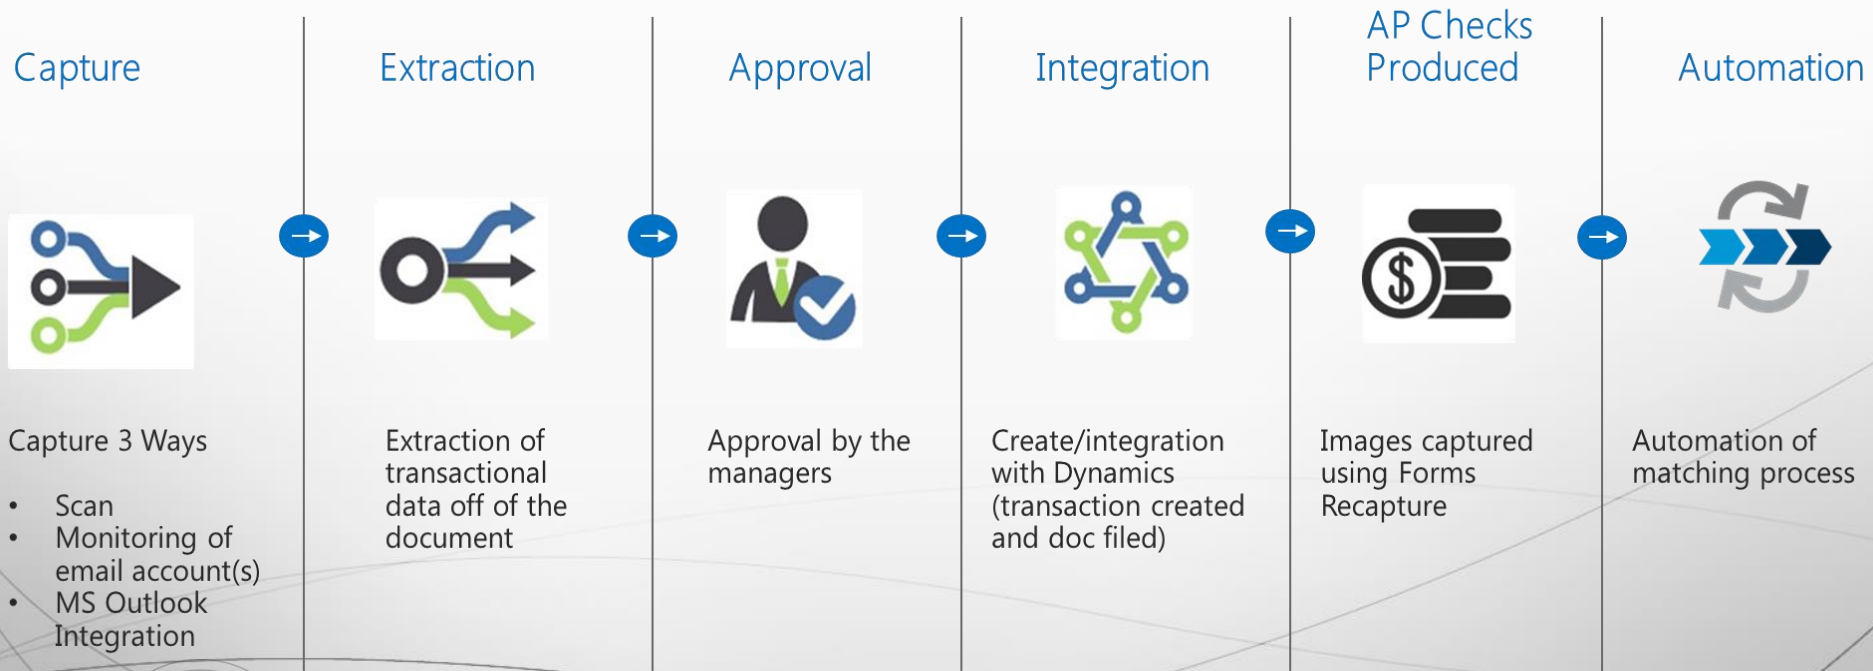 Capture
Extraction
Approval
Integration
AP Checks
Produced
Automation
$
Capture 3 Ways
• Scan
• Monitoring of
email account(s)
• MS Outlook
Integration
Extraction of
transactional
data off of the
document
Approval by the
managers
Create/integration
with Dynamics
(transaction created
and doc filed)
Images captured
using Forms
Recapture
Automation of
matching process